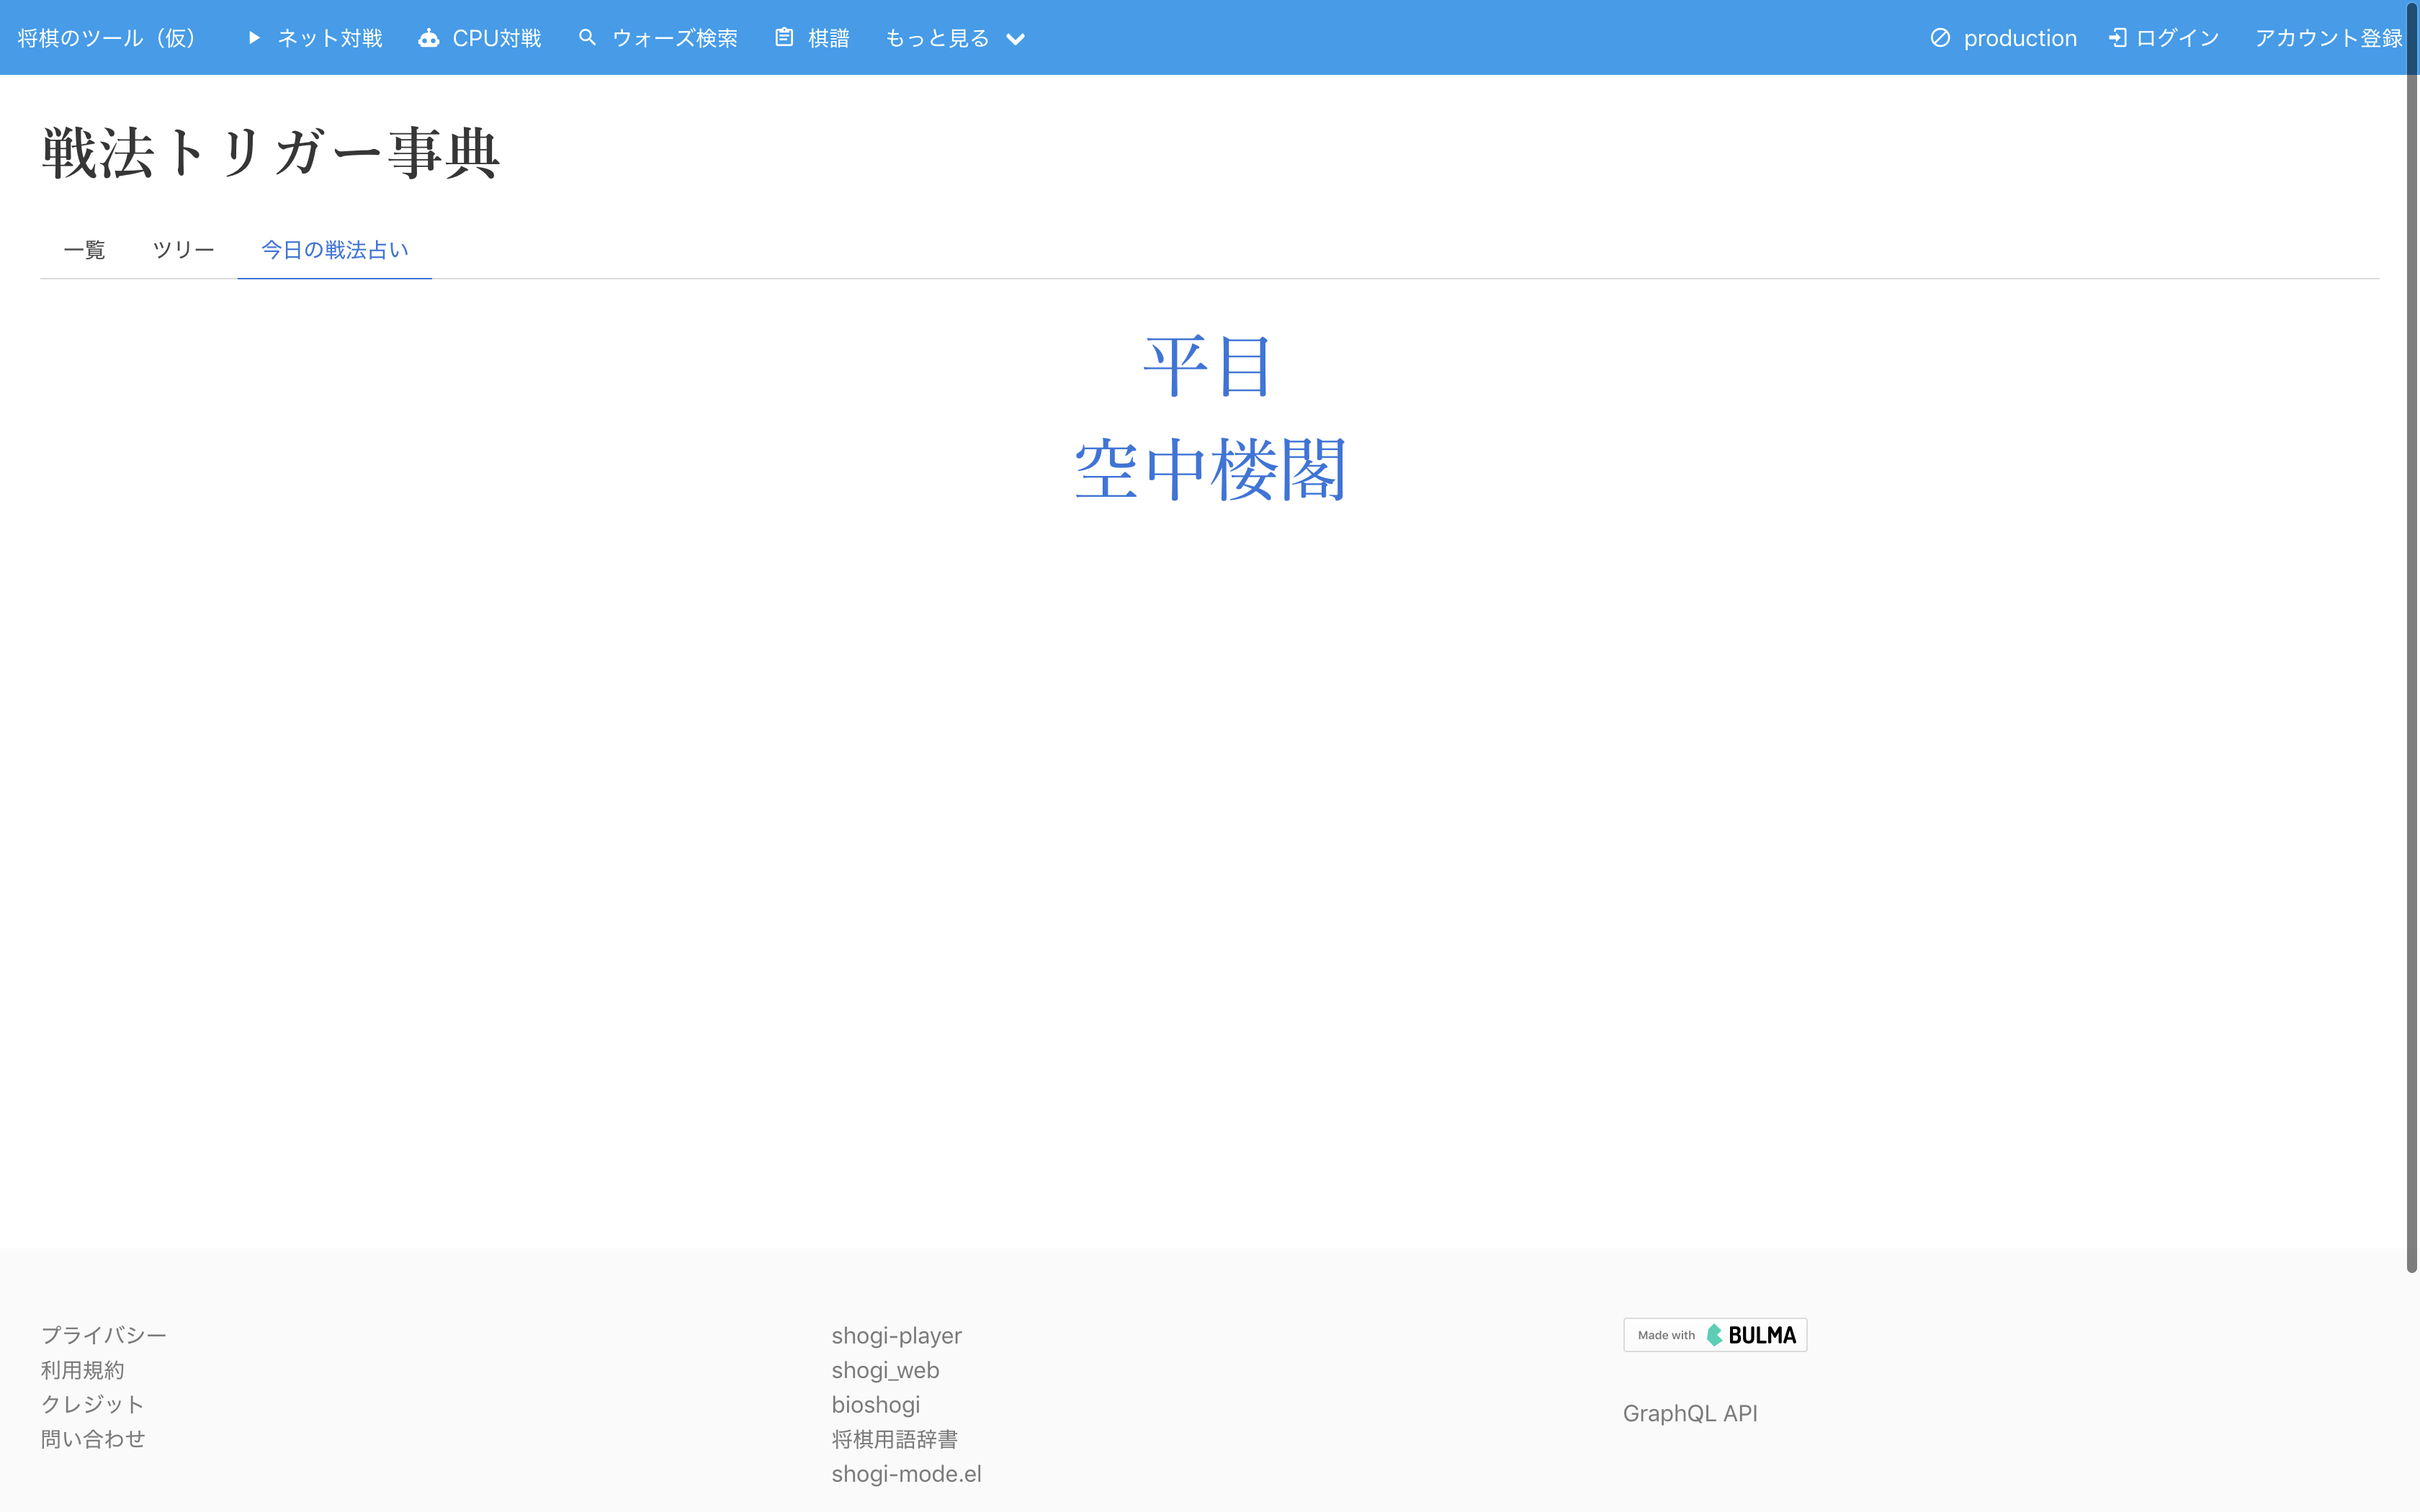 将棋のツール（仮） ネット対戦 CPU対戦 ウォーズ検索 棋譜 もっと見る production ログイン アカウント登録
戦法トリガー事典
一覧 ツリー 今日の戦法占い
平目
空中楼閣
プライバシー
利用規約
クレジット
問い合わせ
shogi-player
shogi_web
bioshogi
将棋用語辞書
shogi-mode.el
Made with BULMA
GraphQL API